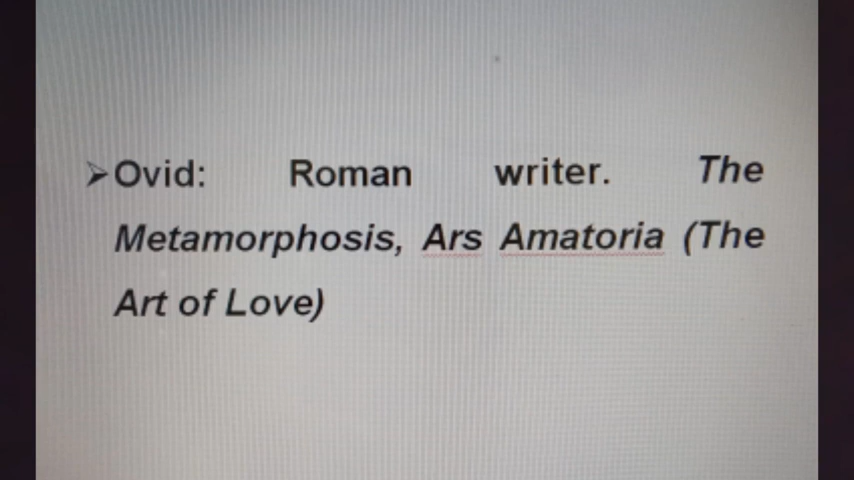 ➢Ovid: Roman writer. The
Metamorphosis, Ars Amatoria (The
Art of Love)